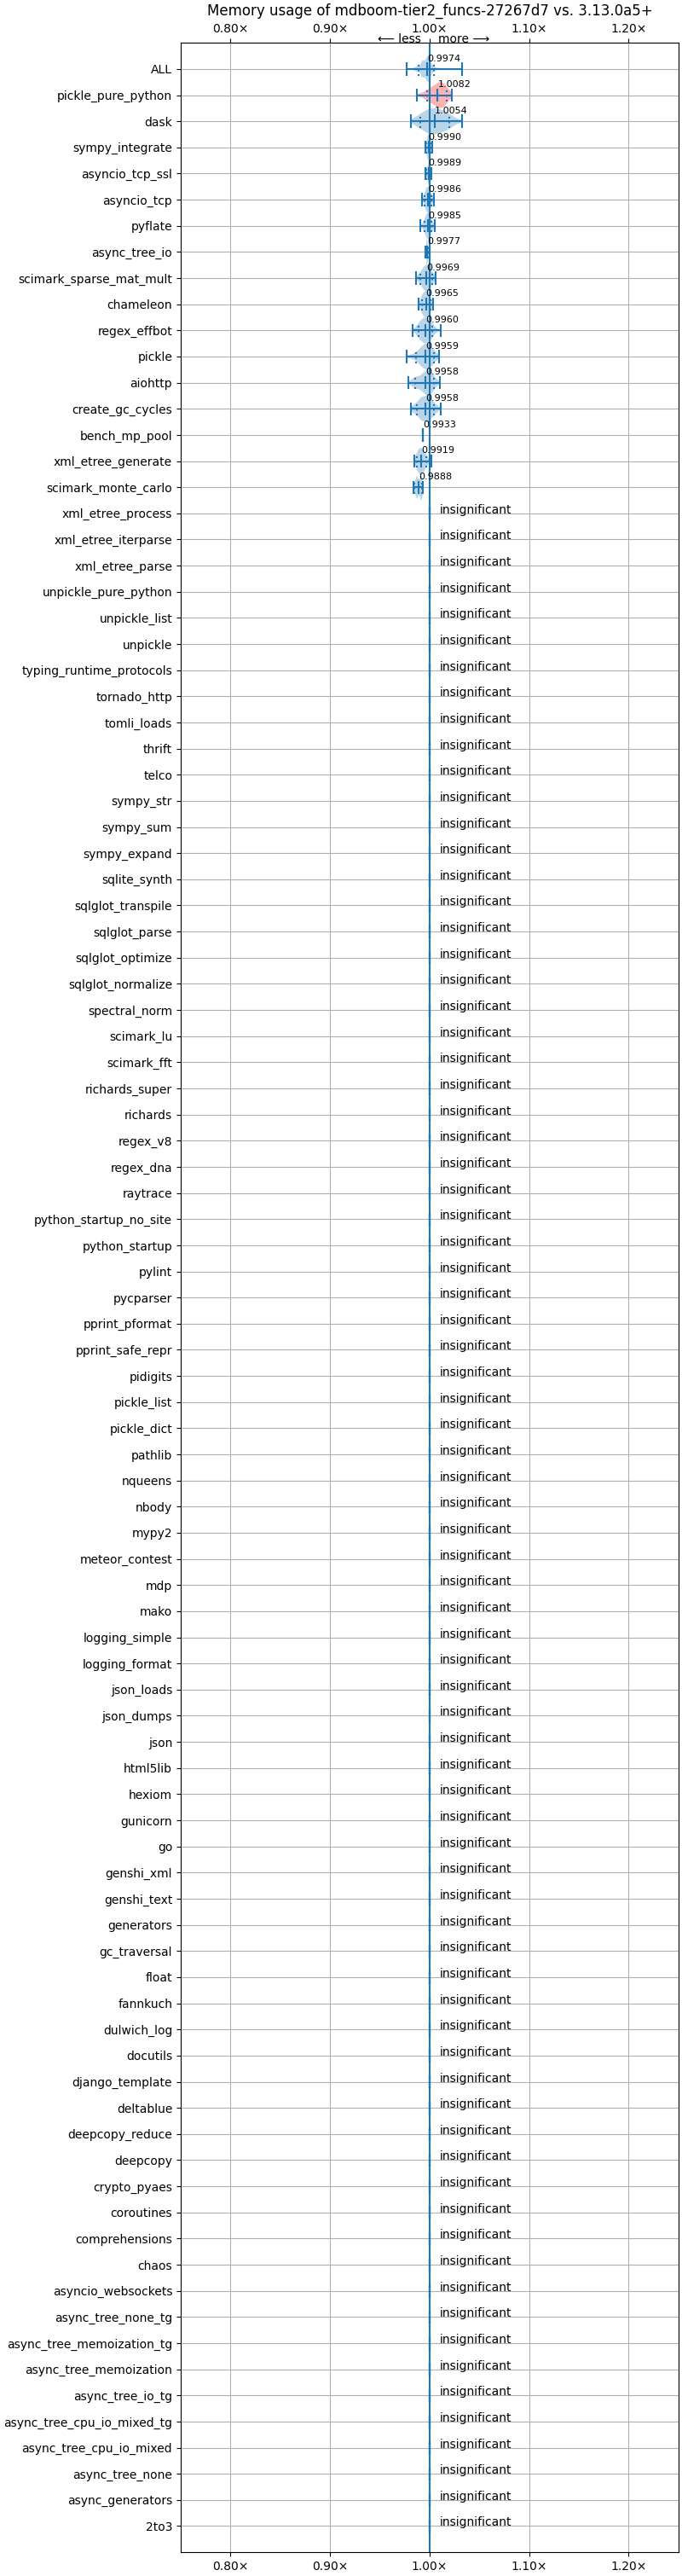 Memory usage of mdboom-tier2_funcs-27267d7 vs. 3.13.0a5+
0.80× 0.90× 1.00× 1.10× 1.20×
⟵ less more ⟶
ALL 0.9974
pickle_pure_python 1.0082
dask 1.0054
sympy_integrate 0.9990
asyncio_tcp_ssl 0.9989
asyncio_tcp 0.9986
pyflate 0.9985
async_tree_io 0.9977
scimark_sparse_mat_mult 0.9969
chameleon 0.9965
regex_effbot 0.9960
pickle 0.9959
aiohttp 0.9958
create_gc_cycles 0.9958
bench_mp_pool 0.9933
xml_etree_generate 0.9919
scimark_monte_carlo 0.9888
xml_etree_process insignificant
xml_etree_iterparse insignificant
xml_etree_parse insignificant
unpickle_pure_python insignificant
unpickle_list insignificant
unpickle insignificant
typing_runtime_protocols insignificant
tornado_http insignificant
tomli_loads insignificant
thrift insignificant
telco insignificant
sympy_str insignificant
sympy_sum insignificant
sympy_expand insignificant
sqlite_synth insignificant
sqlglot_transpile insignificant
sqlglot_parse insignificant
sqlglot_optimize insignificant
sqlglot_normalize insignificant
spectral_norm insignificant
scimark_lu insignificant
scimark_fft insignificant
richards_super insignificant
richards insignificant
regex_v8 insignificant
regex_dna insignificant
raytrace insignificant
python_startup_no_site insignificant
python_startup insignificant
pylint insignificant
pycparser insignificant
pprint_pformat insignificant
pprint_safe_repr insignificant
pidigits insignificant
pickle_list insignificant
pickle_dict insignificant
pathlib insignificant
nqueens insignificant
nbody insignificant
mypy2 insignificant
meteor_contest insignificant
mdp insignificant
mako insignificant
logging_simple insignificant
logging_format insignificant
json_loads insignificant
json_dumps insignificant
json insignificant
html5lib insignificant
hexiom insignificant
gunicorn insignificant
go insignificant
genshi_xml insignificant
genshi_text insignificant
generators insignificant
gc_traversal insignificant
float insignificant
fannkuch insignificant
dulwich_log insignificant
docutils insignificant
django_template insignificant
deltablue insignificant
deepcopy_reduce insignificant
deepcopy insignificant
crypto_pyaes insignificant
coroutines insignificant
comprehensions insignificant
chaos insignificant
asyncio_websockets insignificant
async_tree_none_tg insignificant
async_tree_memoization_tg insignificant
async_tree_memoization insignificant
async_tree_io_tg insignificant
async_tree_cpu_io_mixed_tg insignificant
async_tree_cpu_io_mixed insignificant
async_tree_none insignificant
async_generators insignificant
2to3 insignificant
0.80× 0.90× 1.00× 1.10× 1.20×